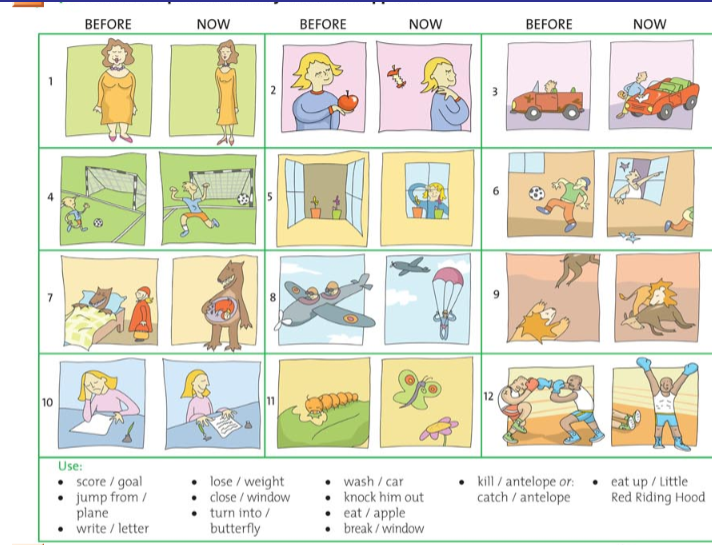 BEFORE NOW BEFORE NOW BEFORE NOW
1
2
3
4
5
6
7
8
9
10
11
12
Use:
• score / goal
• jump from /
plane
• write / letter
• lose / weight
• close / window
• turn into /
butterfly
• wash / car
• knock him out
• eat / apple
• break / window
• kill / antelope or:
catch / antelope
• eat up / Little
Red Riding Hood